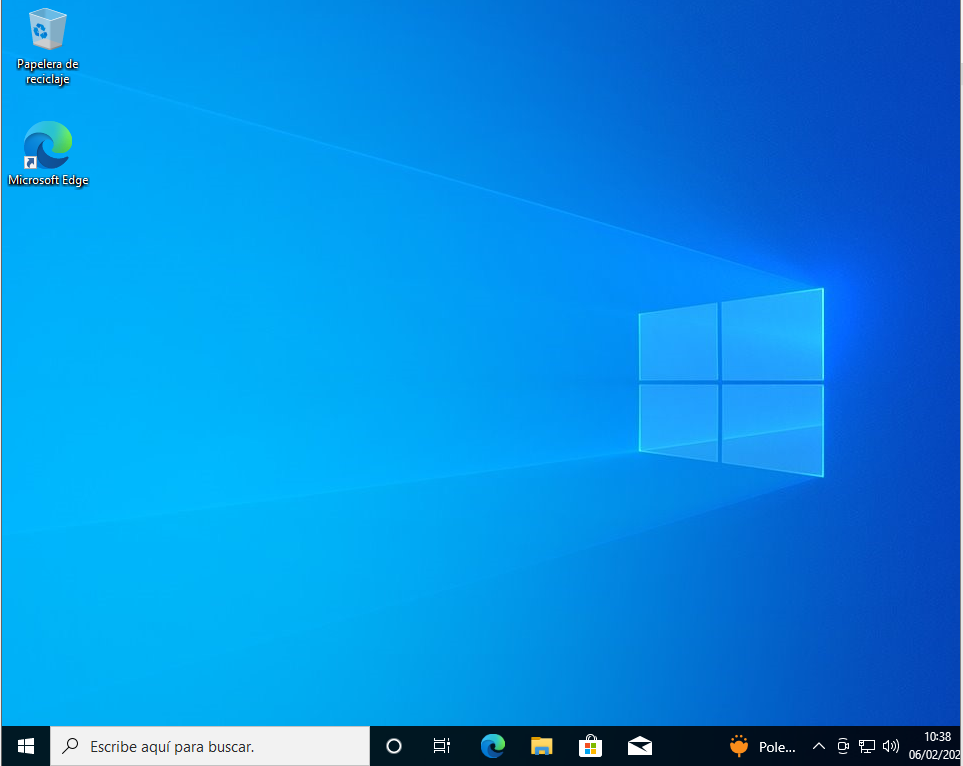 Papelera de
reciclaje
Microsoft Edge
Escribe aquí para buscar.
Pole...
10:38
06/02/202